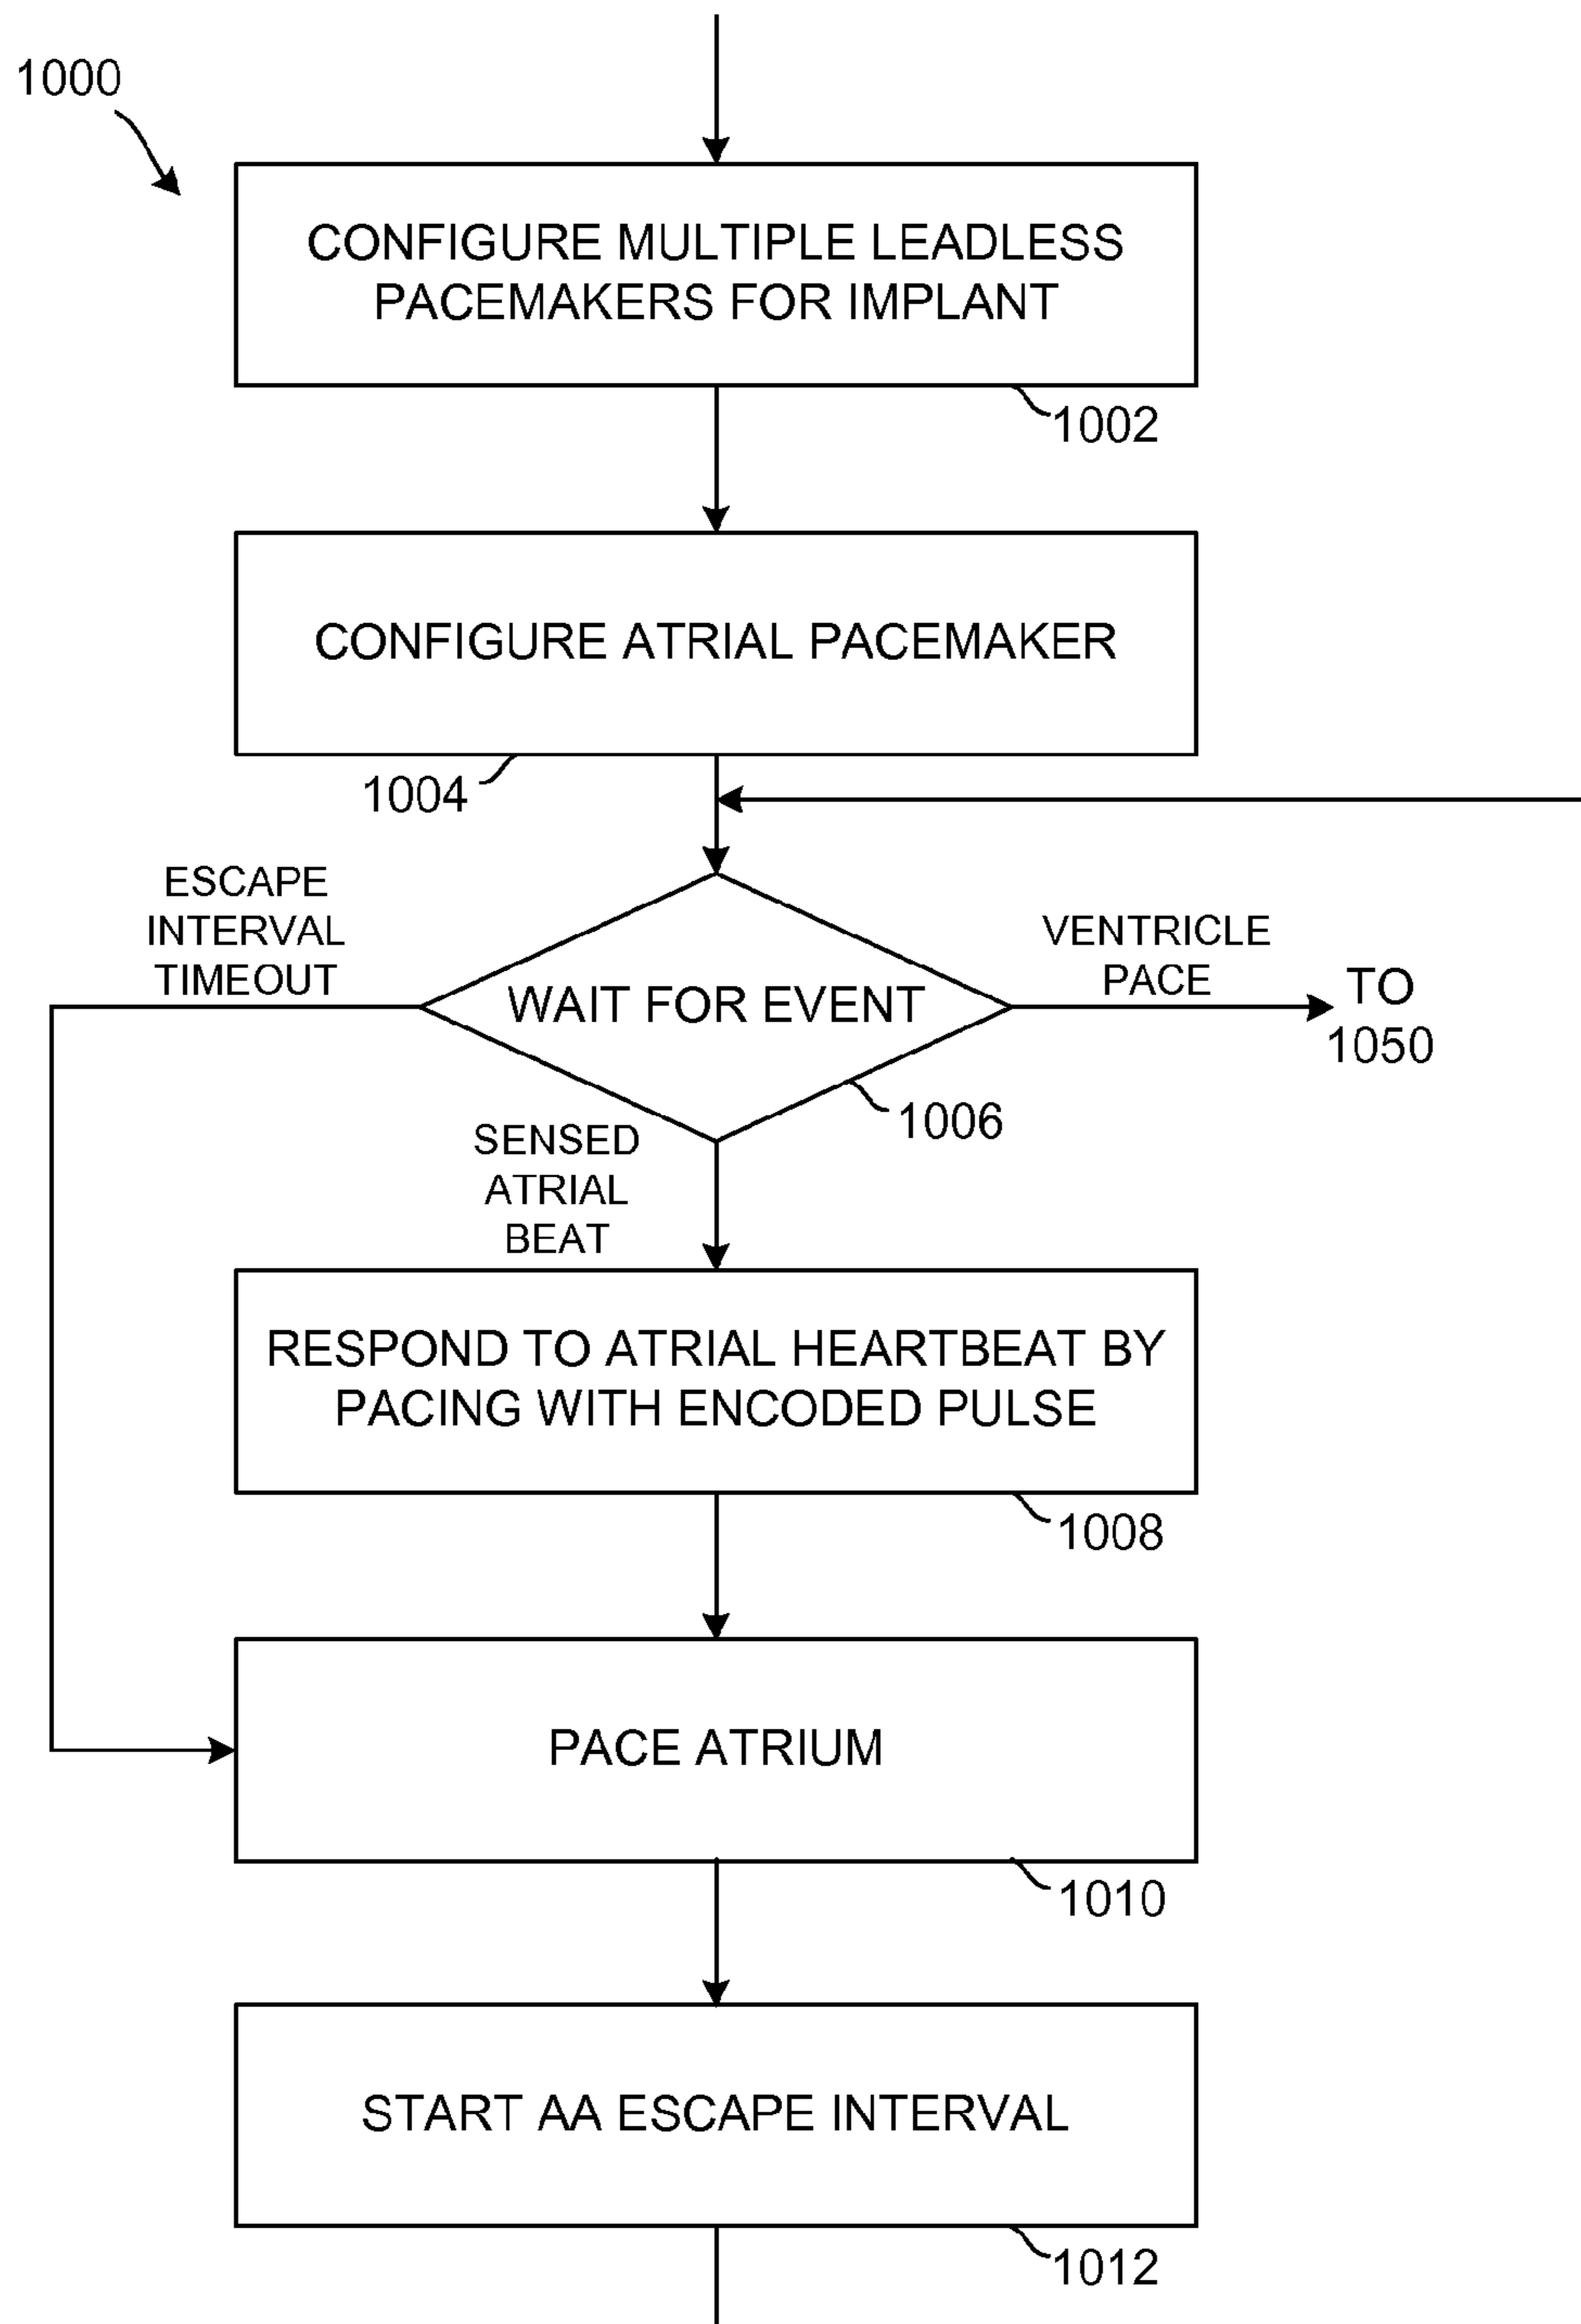 1000
CONFIGURE MULTIPLE LEADLESS
PACEMAKERS FOR IMPLANT
1002
CONFIGURE ATRIAL PACEMAKER
1004
ESCAPE
INTERVAL
TIMEOUT
WAIT FOR EVENT
VENTRICLE
PACE
TO
1050
1006
SENSED
ATRIAL
BEAT
RESPOND TO ATRIAL HEARTBEAT BY
PACING WITH ENCODED PULSE
1008
PACE ATRIUM
1010
START AA ESCAPE INTERVAL
1012